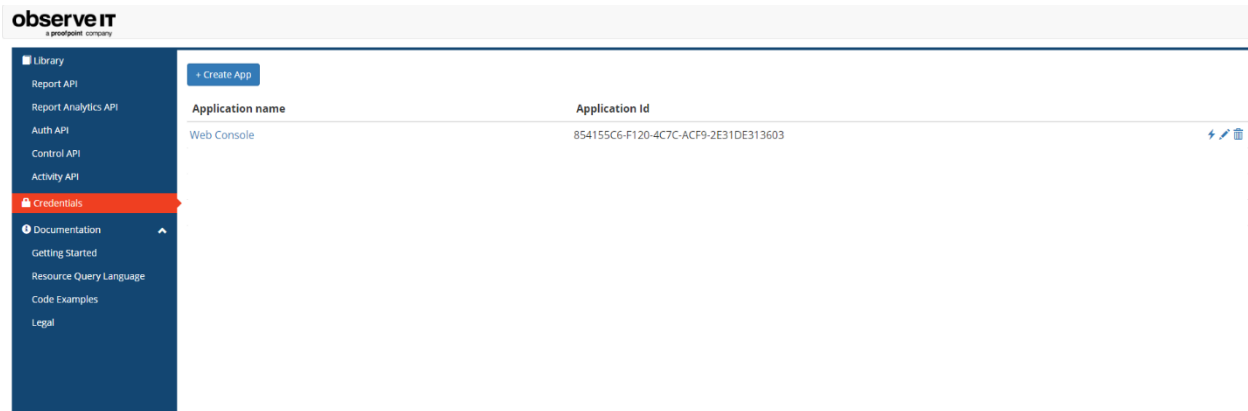 observe IT
a proofpoint company
Library
Report API
Report Analytics API
Auth API
Control API
Activity API
Credentials
Documentation
Getting Started
Resource Query Language
Code Examples
Legal
+ Create App
Application name Application Id
Web Console 854155C6-F120-4C7C-ACF9-2E31DE313603